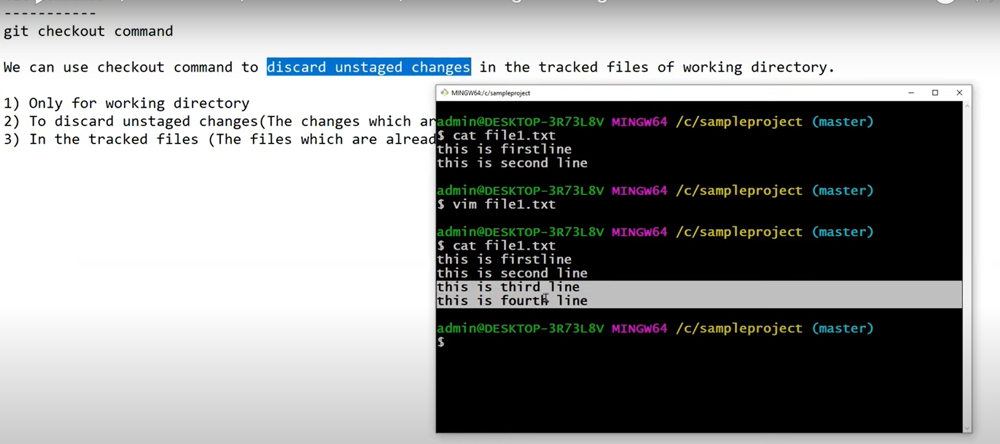 -----------
git checkout command
We can use checkout command to discard unstaged changes in the tracked files of working directory.
1) Only for working directory
2) To discard unstaged changes(The changes which ar
3) In the tracked files (The files which are alread
MINGW64:/c/sampleproject
admin@DESKTOP-3R73L8V MINGW64 /c/sampleproject (master)
$ cat file1.txt
this is firstline
this is second line
admin@DESKTOP-3R73L8V MINGW64 /c/sampleproject (master)
$ vim file1.txt
admin@DESKTOP-3R73L8V MINGW64 /c/sampleproject (master)
$ cat file1.txt
this is firstline
this is second line
this is third line
this is fourth line
admin@DESKTOP-3R73L8V MINGW64 /c/sampleproject (master)
$